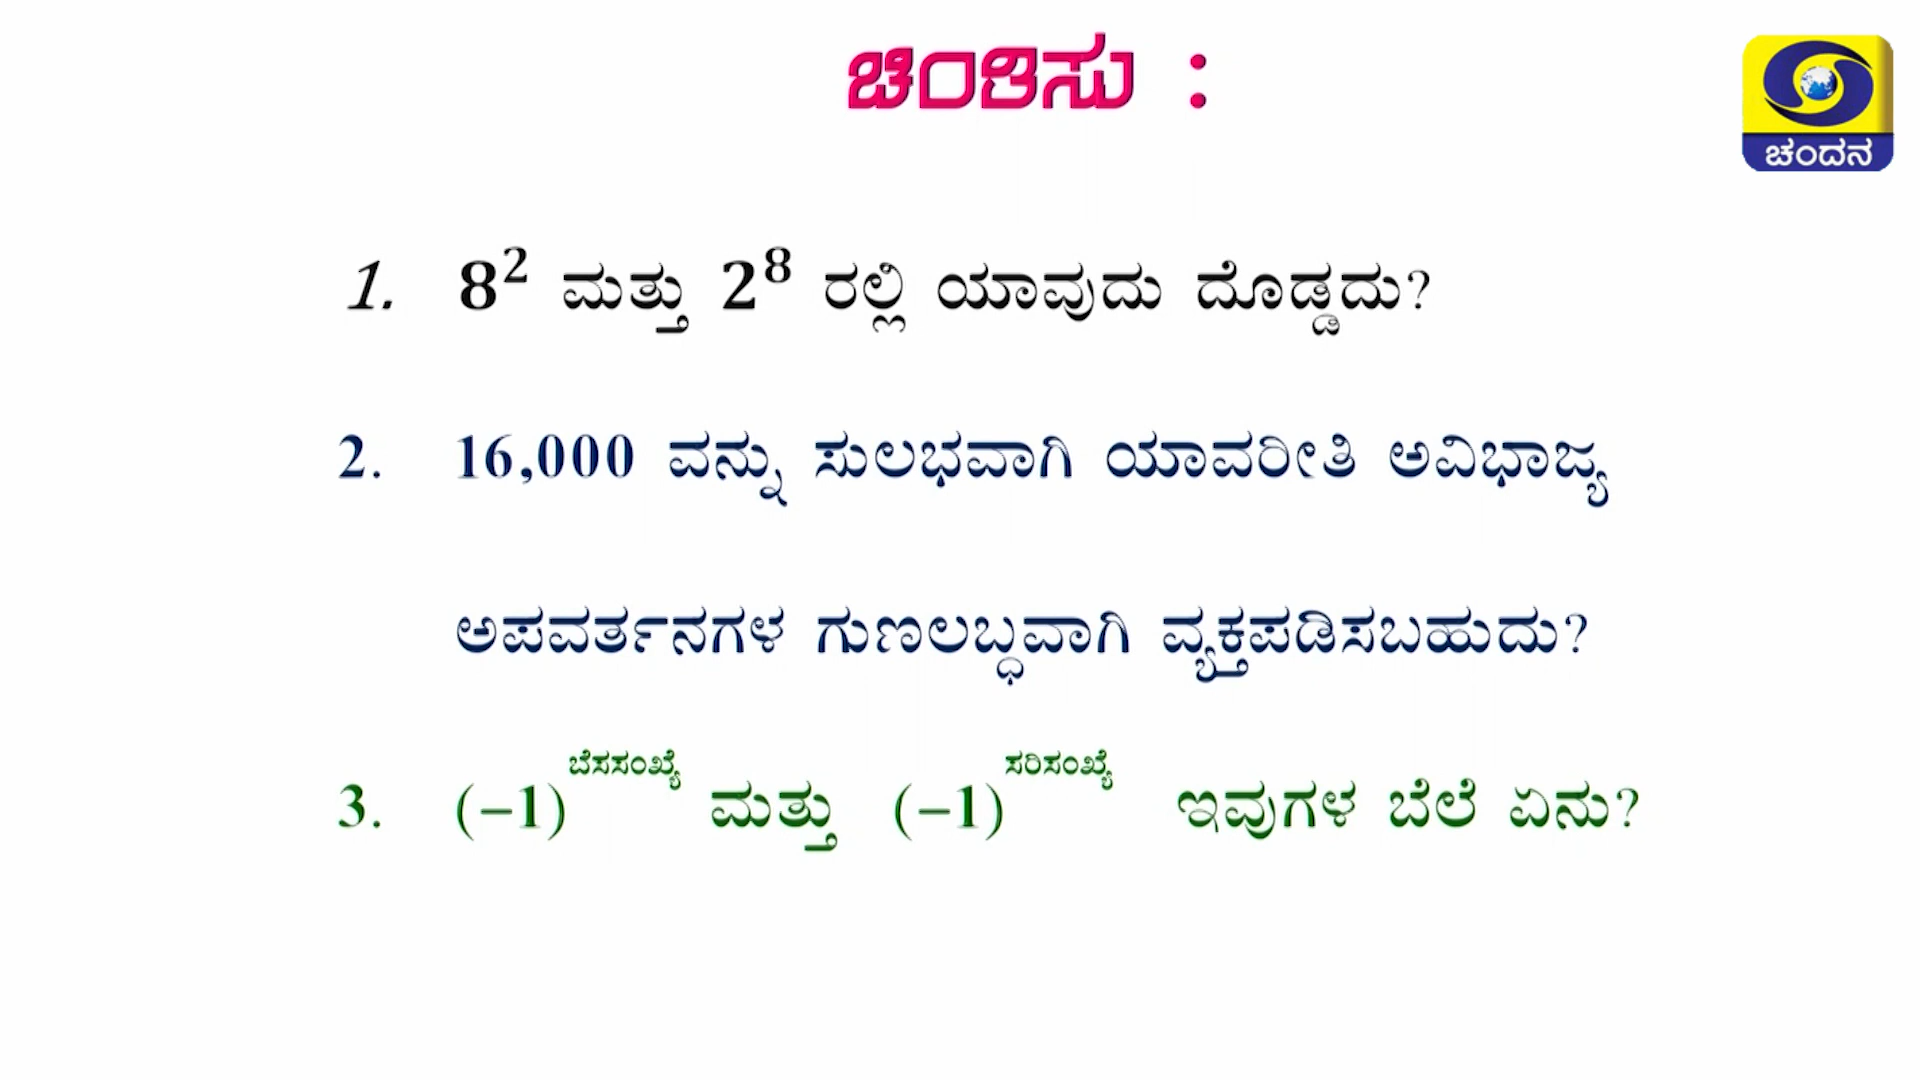 ಚಿಂತಿಸು :
ಚಂದನ
1. 8² ಮತ್ತು 2⁸ ರಲ್ಲಿ ಯಾವುದು ದೊಡ್ಡದು?
2. 16,000 ವನ್ನು ಸುಲಭವಾಗಿ ಯಾವರೀತಿ ಅವಿಭಾಜ್ಯ
ಅಪವರ್ತನಗಳ ಗುಣಲಬ್ಧವಾಗಿ ವ್ಯಕ್ತಪಡಿಸಬಹುದು?
3. (−1)^ಬೆಸಸಂಖ್ಯೆ ಮತ್ತು (−1)^ಸರಿಸಂಖ್ಯೆ ಇವುಗಳ ಬೆಲೆ ಏನು?